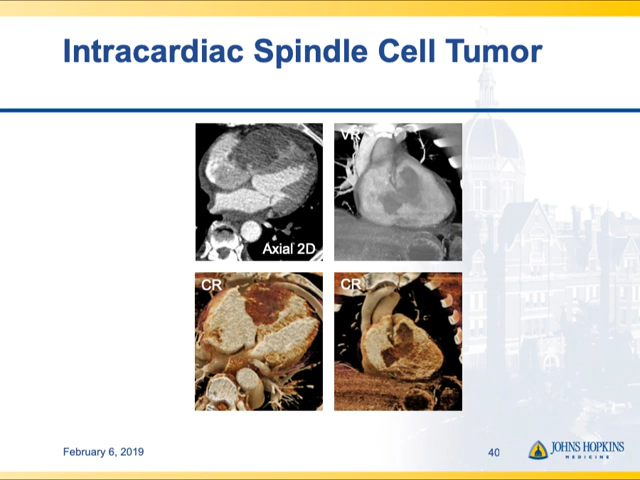 Intracardiac Spindle Cell Tumor
VR
Axial 2D
CR
CR
February 6, 2019
40
JOHNS HOPKINS
MEDICINE